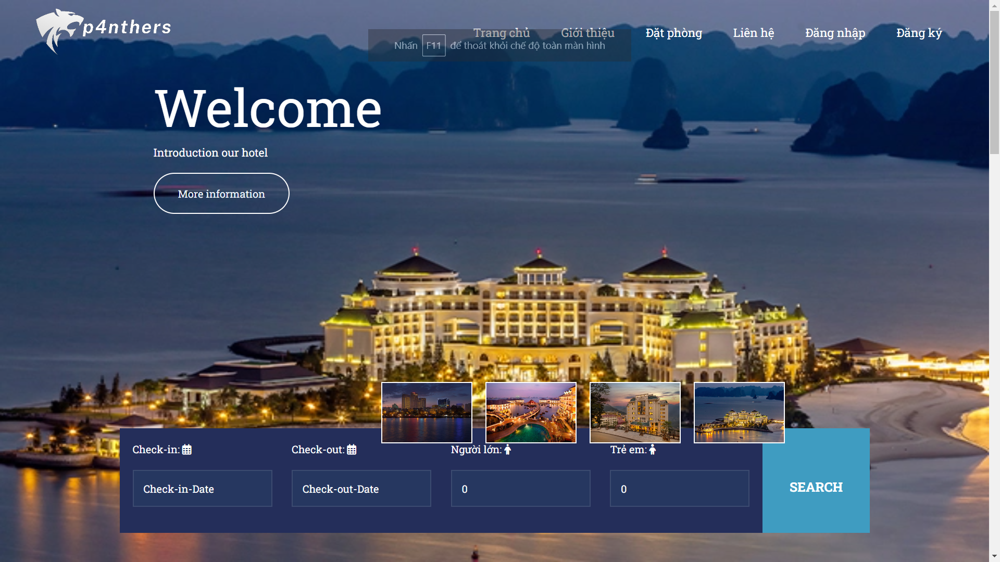 p4nthers
Trang chủ Giới thiệu Đặt phòng Liên hệ Đăng nhập Đăng ký
Nhấn F11 để thoát khỏi chế độ toàn màn hình
Welcome
Introduction our hotel
More information
Check-in: Check-out: Người lớn: Trẻ em:
Check-in-Date Check-out-Date 0 0
SEARCH